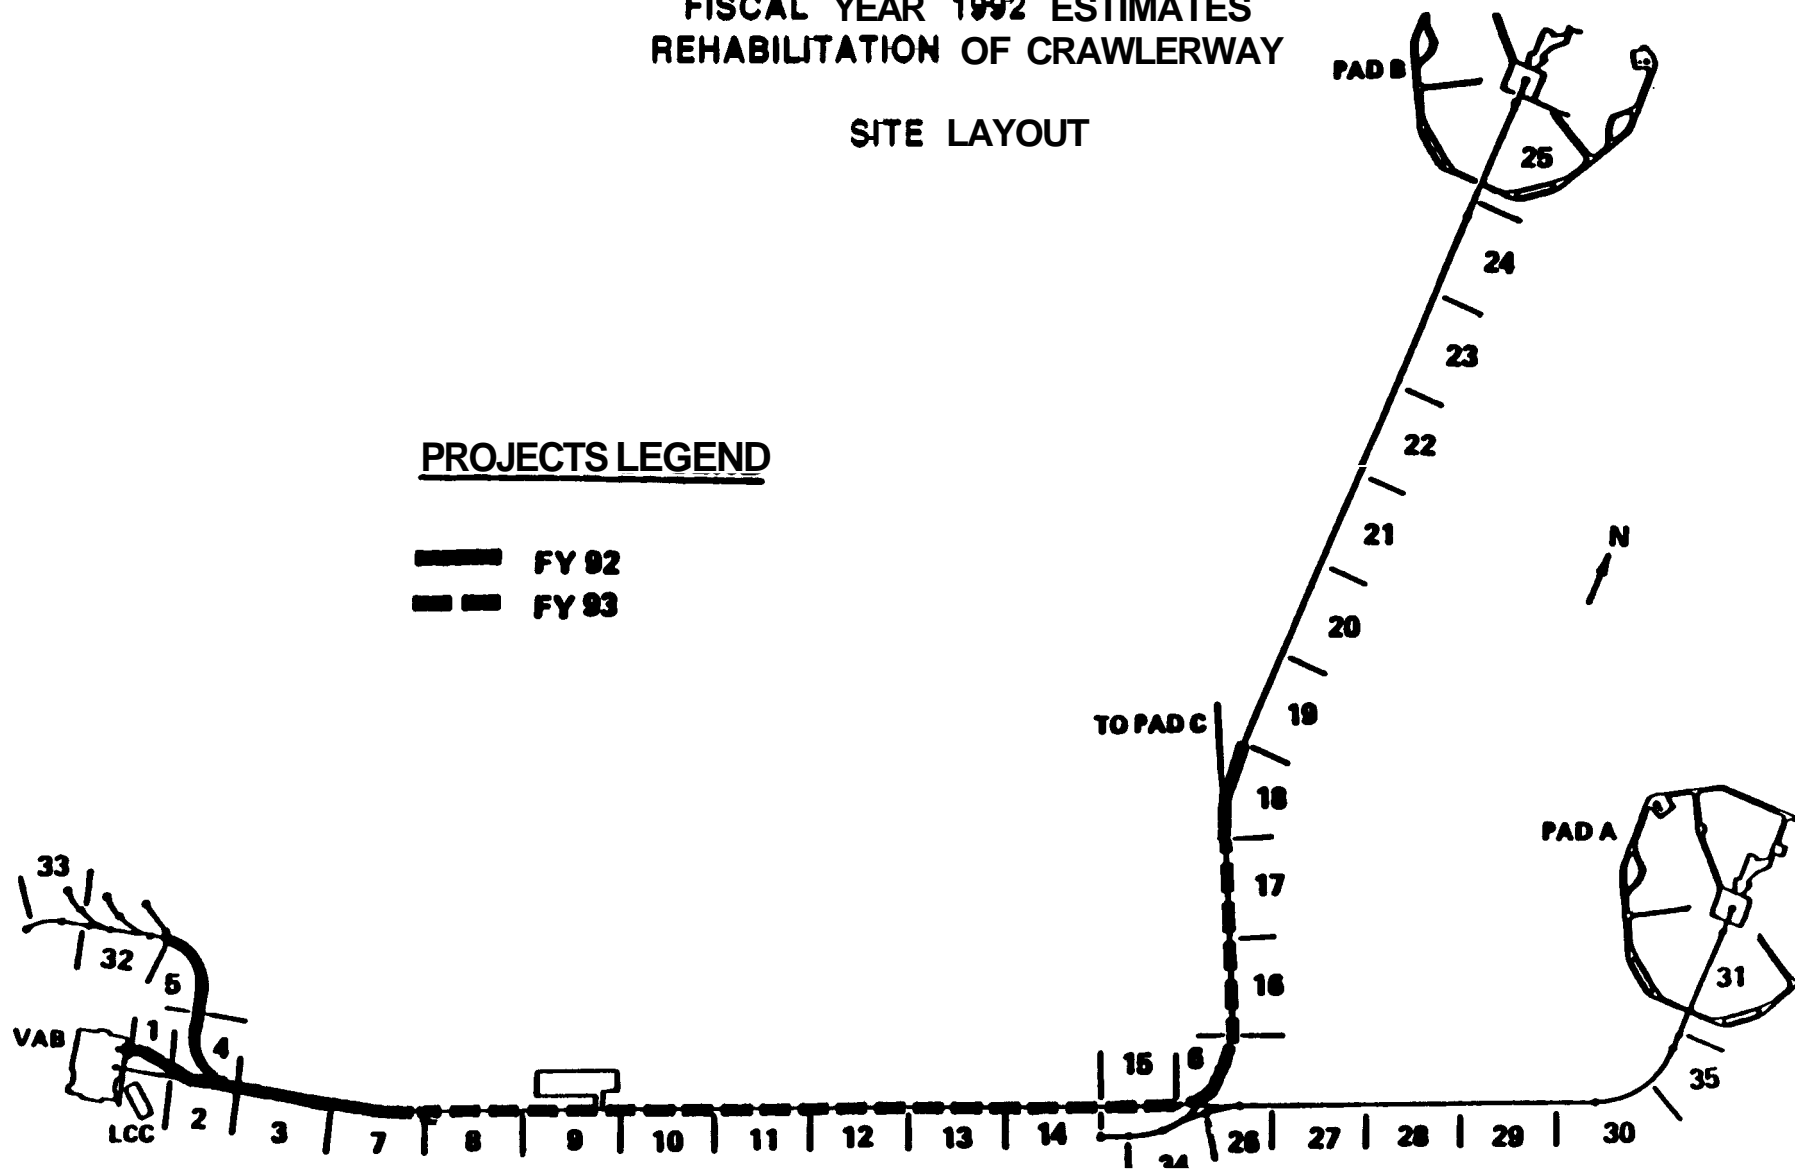 FISCAL YEAR 1992 ESTIMATES
REHABILITATION OF CRAWLERWAY
SITE LAYOUT
PAD B
25
24
23
22
21
20
19
18
17
16
PROJECTS LEGEND
FY 92
FY 93
N
TO PAD C
PAD A
31
35
33
32
5
VAB
1
4
LCC
2
3
7
8
9
10
11
12
13
14
15
6
34
26
27
28
29
30